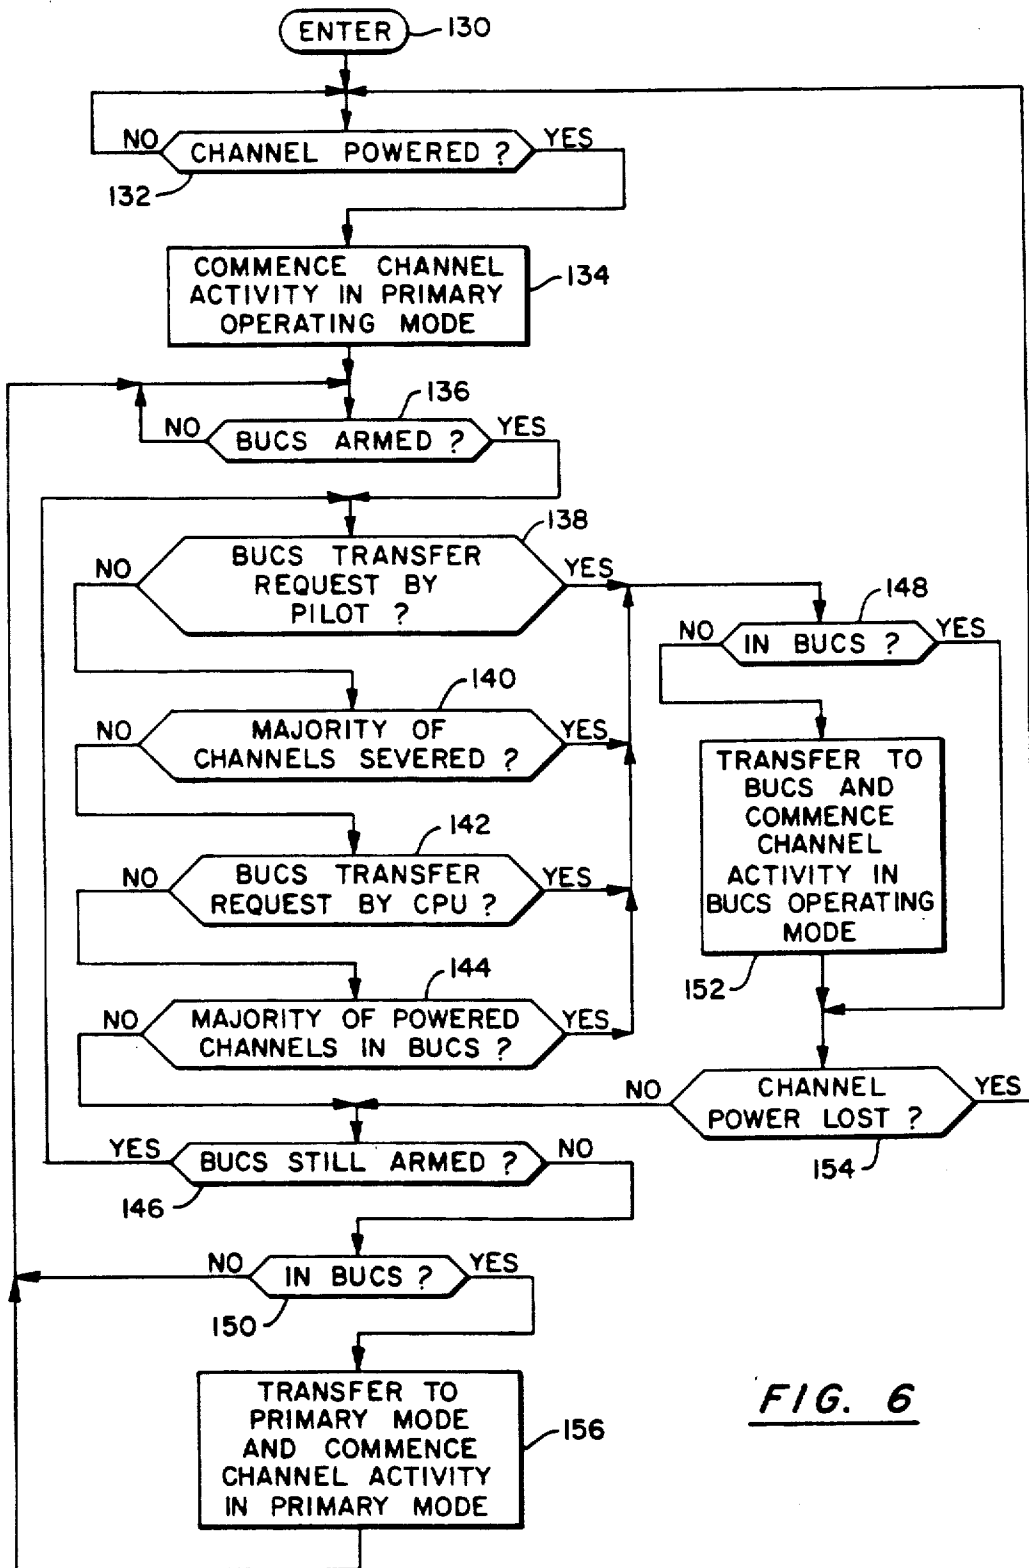 ENTER
130
NO
CHANNEL POWERED ?
YES
132
COMMENCE CHANNEL
ACTIVITY IN PRIMARY
OPERATING MODE
134
136
NO
BUCS ARMED ?
YES
138
NO
BUCS TRANSFER
REQUEST BY
PILOT ?
YES
148
NO
IN BUCS ?
YES
140
NO
MAJORITY OF
CHANNELS SEVERED ?
YES
TRANSFER TO
BUCS AND
COMMENCE
CHANNEL
ACTIVITY IN
BUCS OPERATING
MODE
152
142
NO
BUCS TRANSFER
REQUEST BY CPU ?
YES
144
NO
MAJORITY OF POWERED
CHANNELS IN BUCS ?
YES
NO
CHANNEL
POWER LOST ?
YES
154
YES
BUCS STILL ARMED ?
NO
146
NO
IN BUCS ?
YES
150
TRANSFER TO
PRIMARY MODE
AND COMMENCE
CHANNEL ACTIVITY
IN PRIMARY MODE
156
FIG. 6